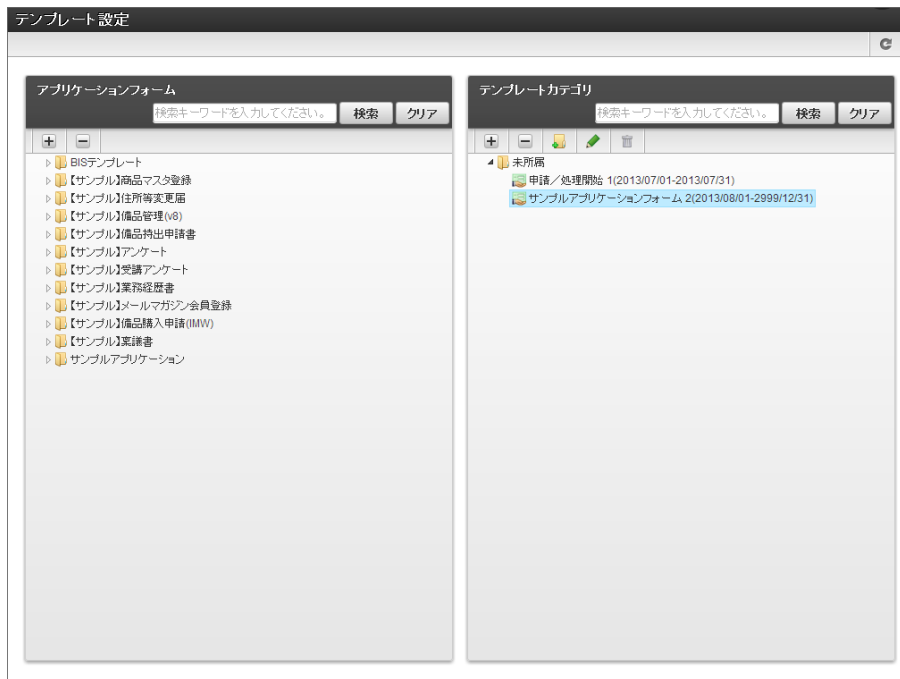 テンプレート設定
アプリケーションフォーム
検索キーワードを入力してください。 検索 クリア
BISテンプレート
【サンプル】商品マスタ登録
【サンプル】住所等変更届
【サンプル】備品管理(v8)
【サンプル】備品持出申請書
【サンプル】アンケート
【サンプル】受講アンケート
【サンプル】業務経歴書
【サンプル】メールマガジン会員登録
【サンプル】備品購入申請(IMW)
【サンプル】稟議書
サンプルアプリケーション
テンプレートカテゴリ
検索キーワードを入力してください。 検索 クリア
未所属
申請／処理開始 1(2013/07/01-2013/07/31)
サンプルアプリケーションフォーム 2(2013/08/01-2999/12/31)